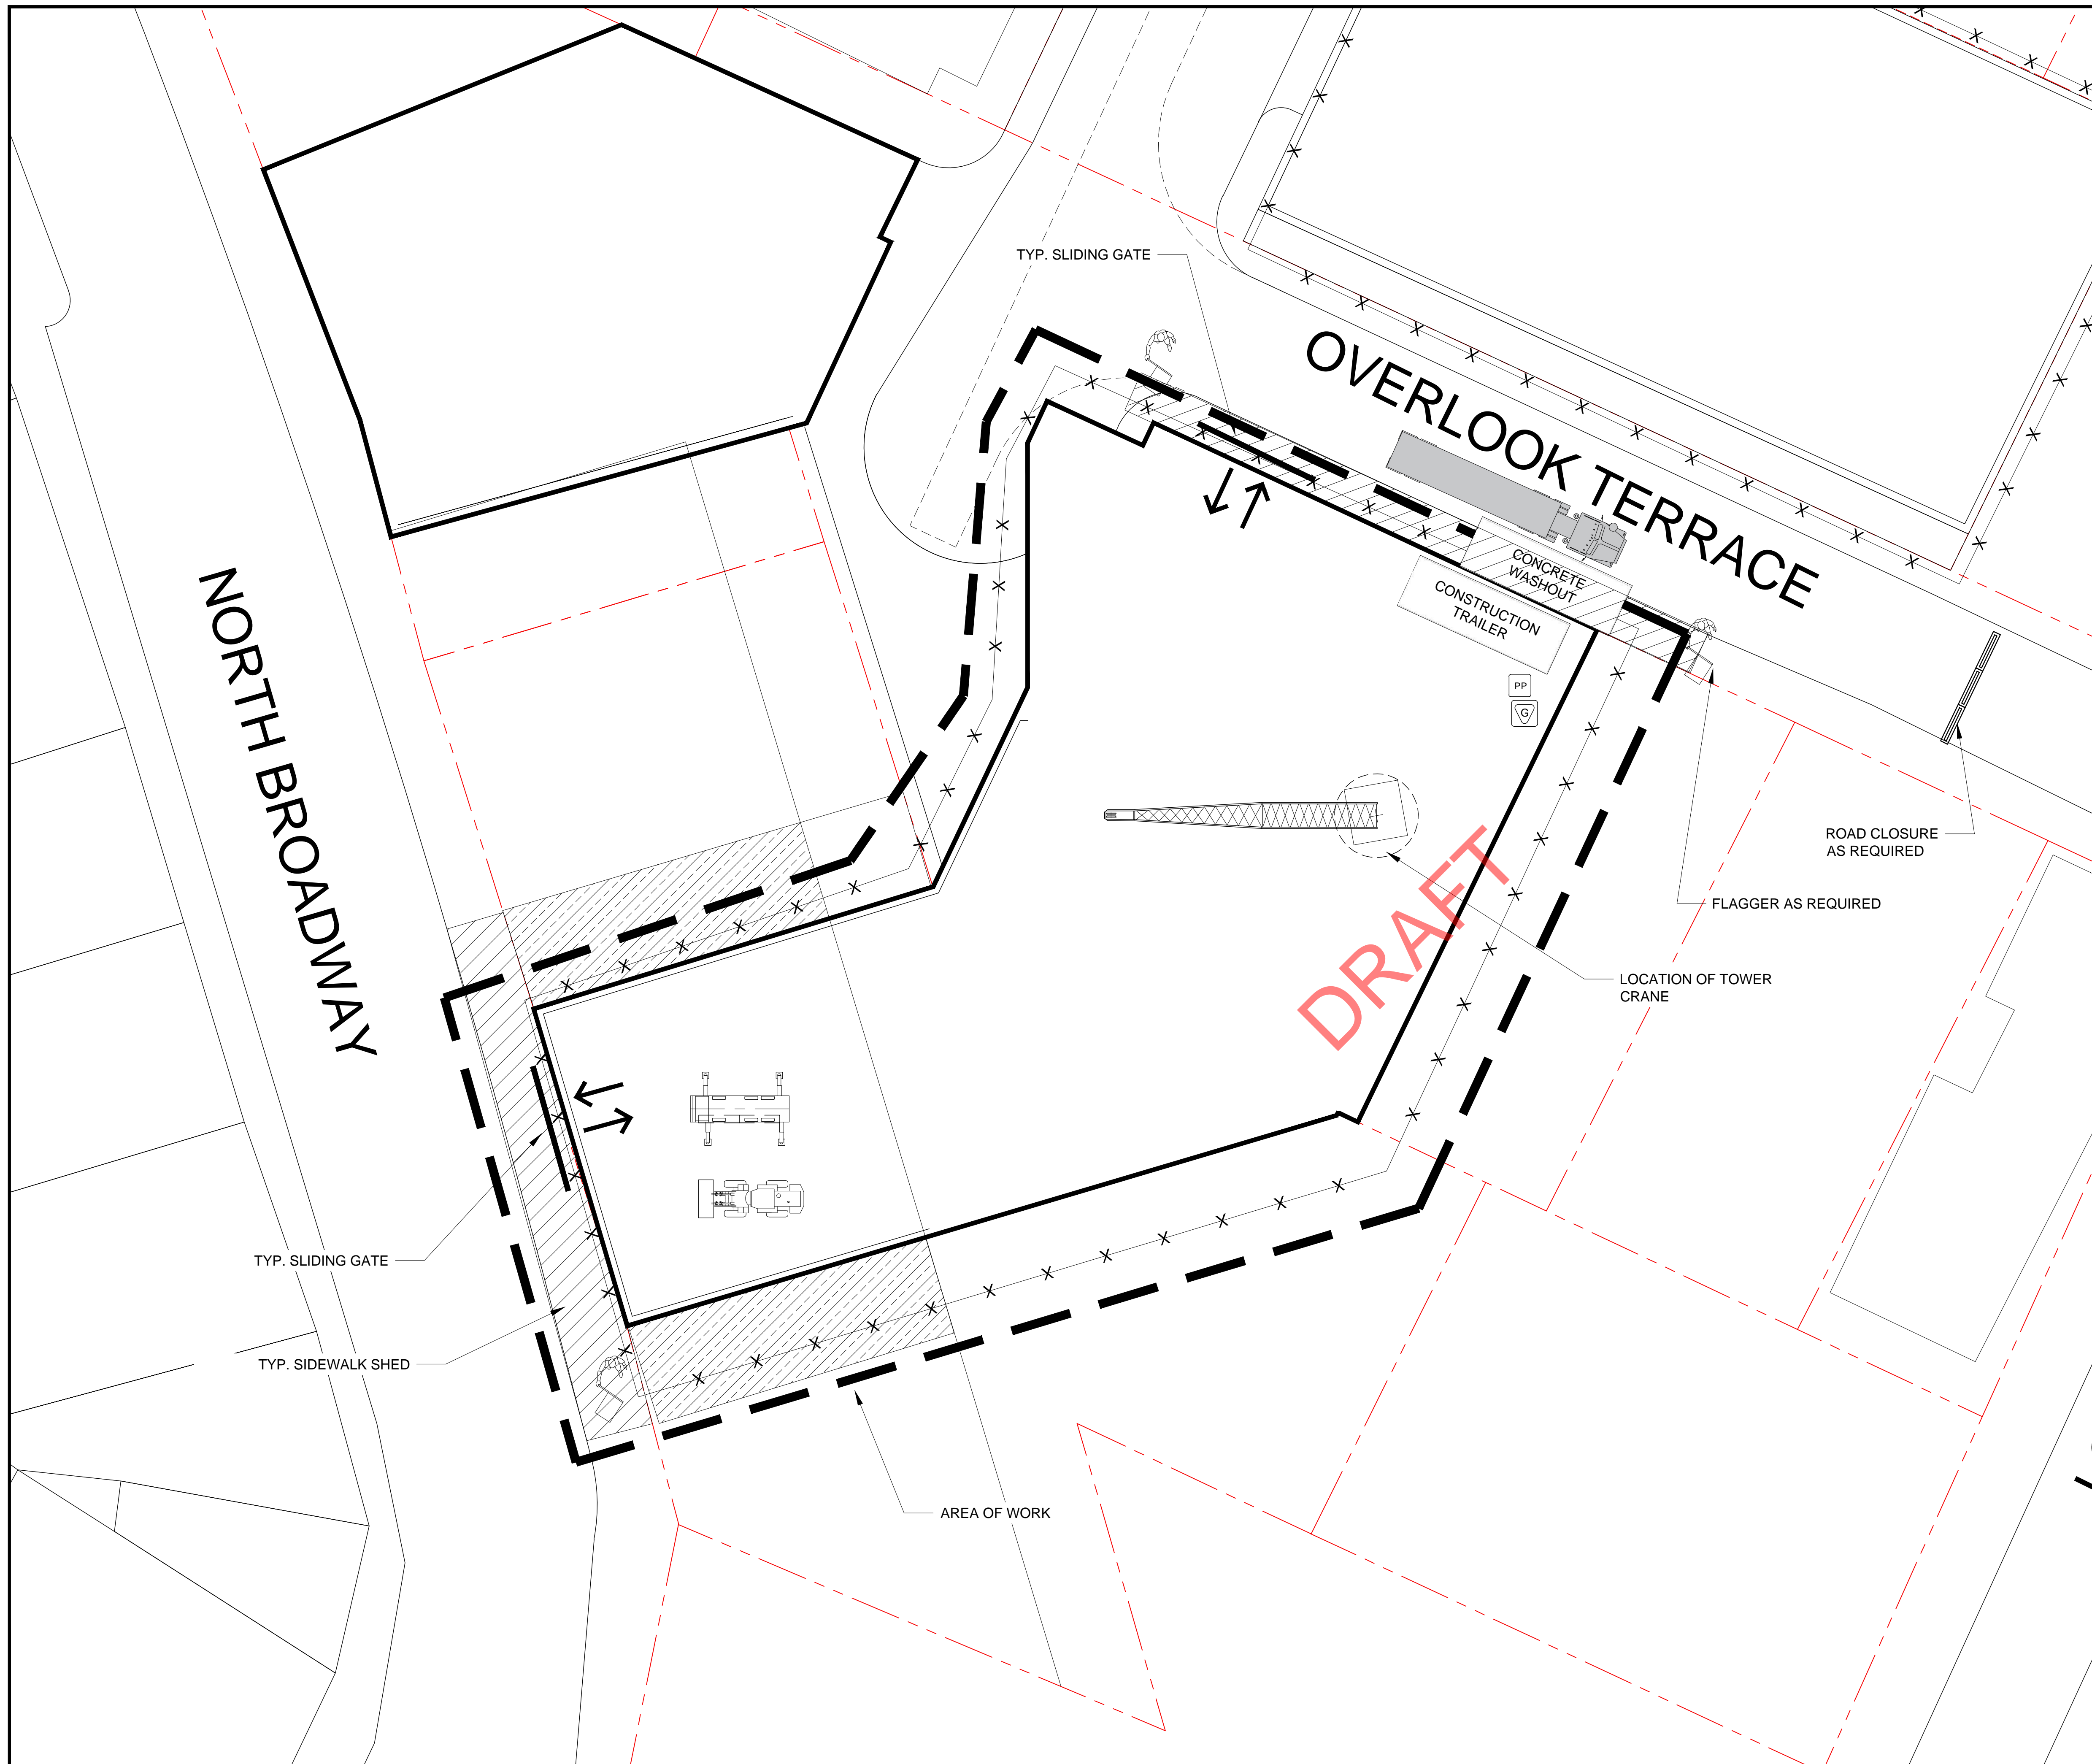 TYP. SLIDING GATE
OVERLOOK TERRACE
NORTH BROADWAY
CONCRETE
WASHOUT
CONSTRUCTION
TRAILER
PP
G
ROAD CLOSURE
AS REQUIRED
FLAGGER AS REQUIRED
DRAFT
LOCATION OF TOWER
CRANE
TYP. SLIDING GATE
TYP. SIDEWALK SHED
AREA OF WORK